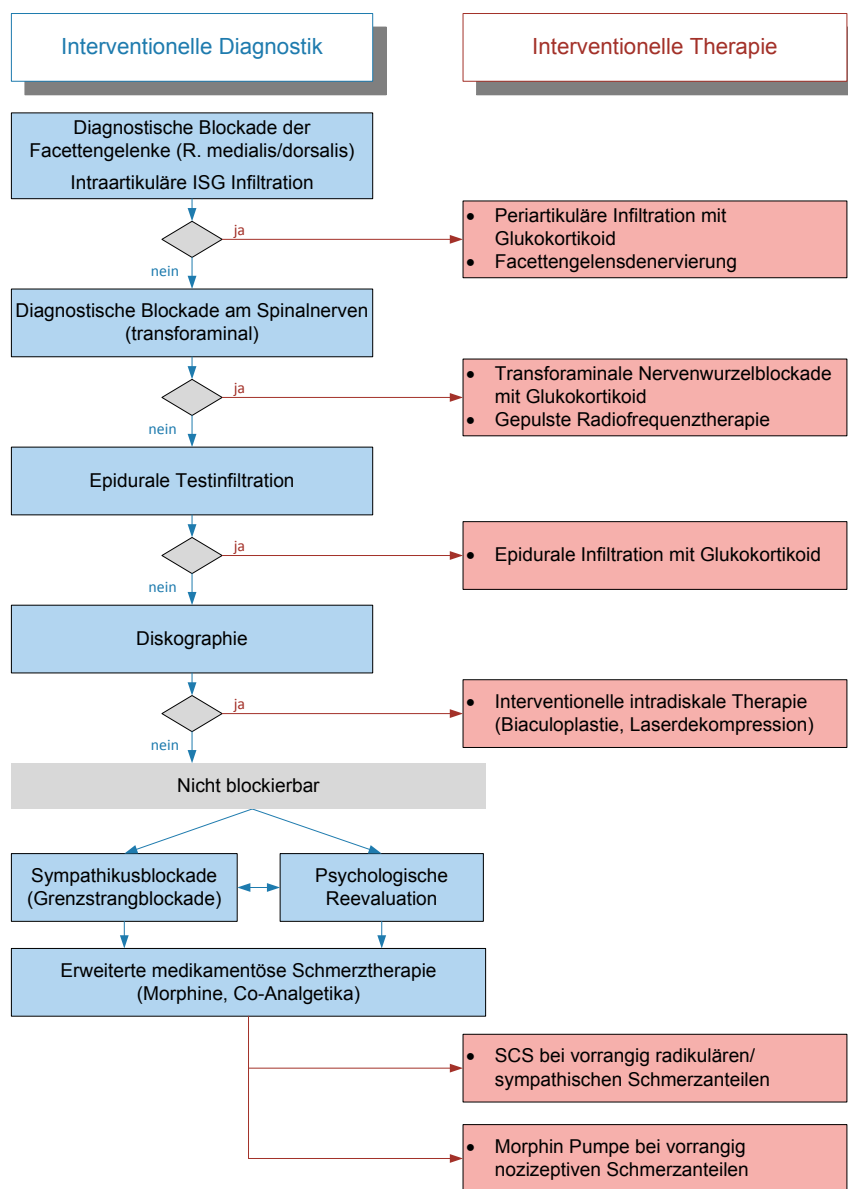 Interventionelle Diagnostik
Interventionelle Therapie
Diagnostische Blockade der
Facettengelenke (R. medialis/dorsalis)
Intraartikuläre ISG Infiltration
ja
• Periartikuläre Infiltration mit
Glukokortikoid
• Facettengelensdenervierung
nein
Diagnostische Blockade am Spinalnerven
(transforaminal)
ja
• Transforaminale Nervenwurzelblockade
mit Glukokortikoid
• Gepulste Radiofrequenztherapie
nein
Epidurale Testinfiltration
ja
• Epidurale Infiltration mit Glukokortikoid
nein
Diskographie
ja
• Interventionelle intradiskale Therapie
(Biaculoplastie, Laserdekompression)
nein
Nicht blockierbar
Sympathikusblockade
(Grenzstrangblockade)
Psychologische
Reevaluation
Erweiterte medikamentöse Schmerztherapie
(Morphine, Co-Analgetika)
• SCS bei vorrangig radikulären/
sympathischen Schmerzanteilen
• Morphin Pumpe bei vorrangig
nozizeptiven Schmerzanteilen